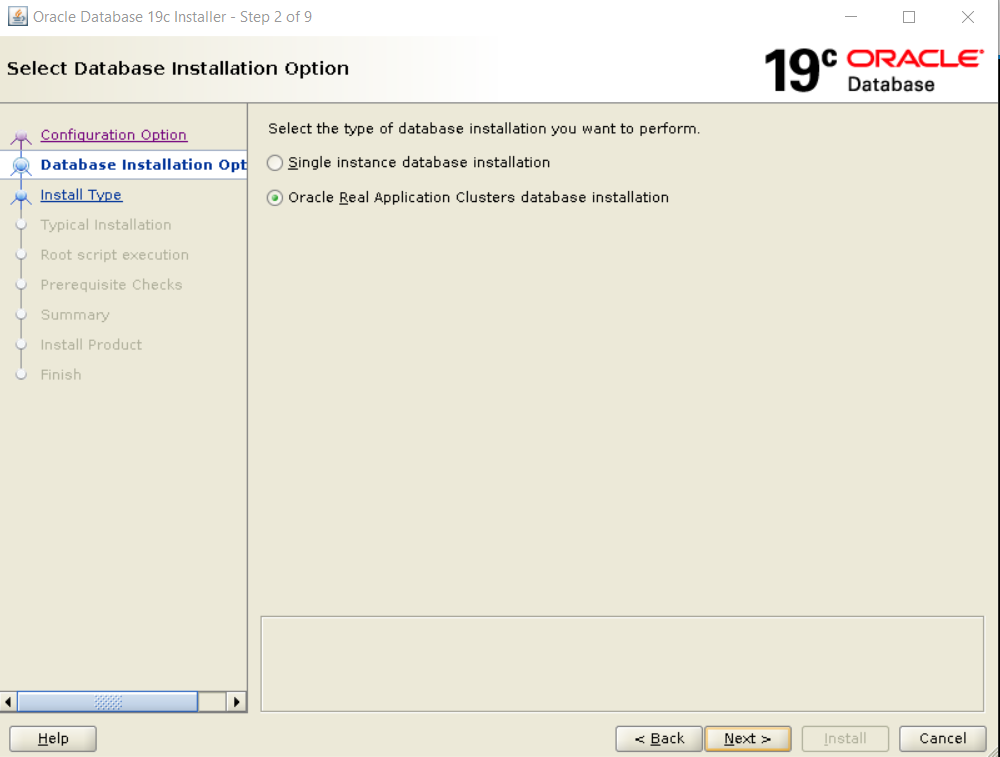 Oracle Database 19c Installer - Step 2 of 9
Select Database Installation Option
19c ORACLE
Database
Configuration Option
Database Installation Opt
Install Type
Typical Installation
Root script execution
Prerequisite Checks
Summary
Install Product
Finish
Select the type of database installation you want to perform.
Single instance database installation
Oracle Real Application Clusters database installation
Help
< Back
Next >
Install
Cancel